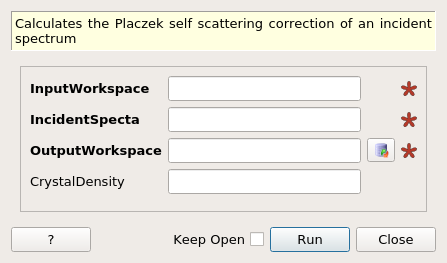 Calculates the Placzek self scattering correction of an incident
spectrum
InputWorkspace
IncidentSpecta
OutputWorkspace
CrystalDensity
? Keep Open Run Close